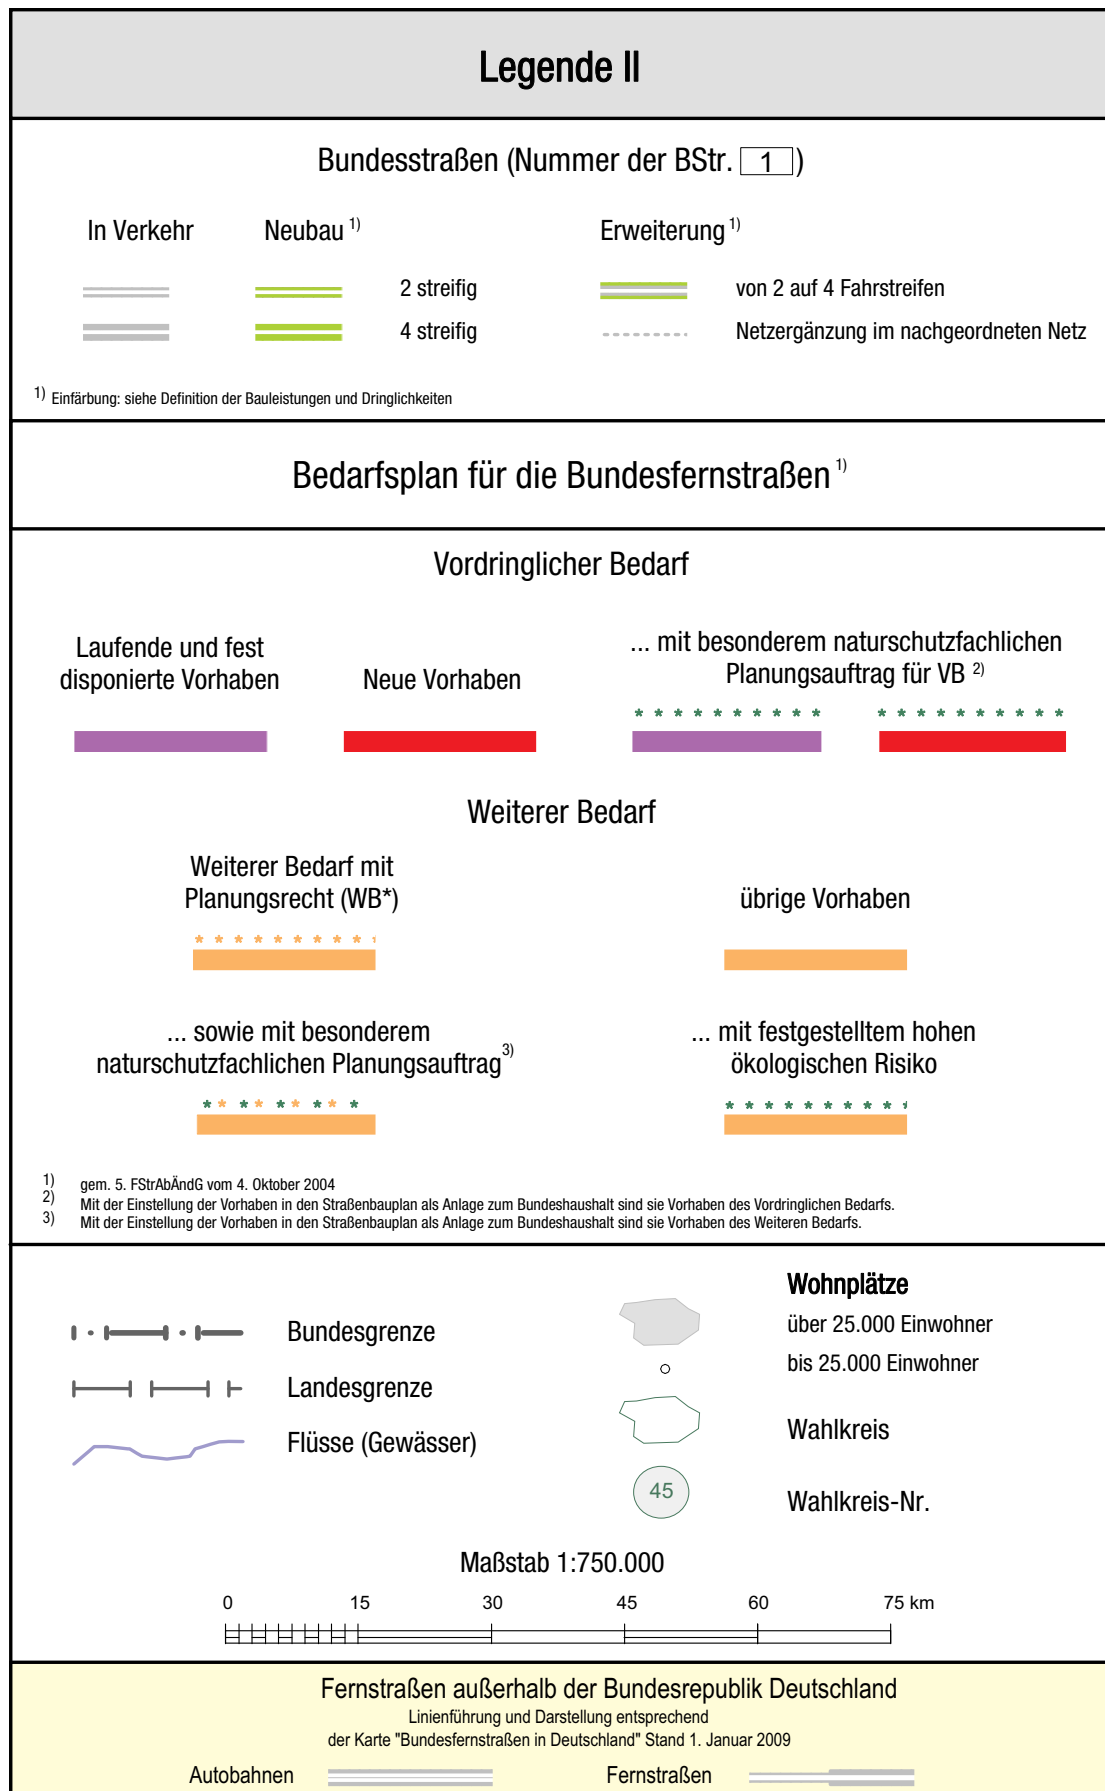 Legende II
Bundesstraßen (Nummer der BStr. 1 )
In Verkehr Neubau 1) Erweiterung 1)
2 streifig von 2 auf 4 Fahrstreifen
4 streifig Netzergänzung im nachgeordneten Netz
1) Einfärbung: siehe Definition der Bauleistungen und Dringlichkeiten
Bedarfsplan für die Bundesfernstraßen 1)
Vordringlicher Bedarf
Laufende und fest
disponierte Vorhaben
Neue Vorhaben
... mit besonderem naturschutzfachlichen
Planungsauftrag für VB 2)
Weiterer Bedarf
Weiterer Bedarf mit
Planungsrecht (WB*)
übrige Vorhaben
... sowie mit besonderem
naturschutzfachlichen Planungsauftrag 3)
... mit festgestelltem hohen
ökologischen Risiko
1) gem. 5. FStrAbÄndG vom 4. Oktober 2004
2) Mit der Einstellung der Vorhaben in den Straßenbauplan als Anlage zum Bundeshaushalt sind sie Vorhaben des Vordringlichen Bedarfs.
3) Mit der Einstellung der Vorhaben in den Straßenbauplan als Anlage zum Bundeshaushalt sind sie Vorhaben des Weiteren Bedarfs.
Bundesgrenze
Landesgrenze
Flüsse (Gewässer)
Wohnplätze
über 25.000 Einwohner
bis 25.000 Einwohner
Wahlkreis
45 Wahlkreis-Nr.
Maßstab 1:750.000
0 15 30 45 60 75 km
Fernstraßen außerhalb der Bundesrepublik Deutschland
Linienführung und Darstellung entsprechend
der Karte "Bundesfernstraßen in Deutschland" Stand 1. Januar 2009
Autobahnen Fernstraßen